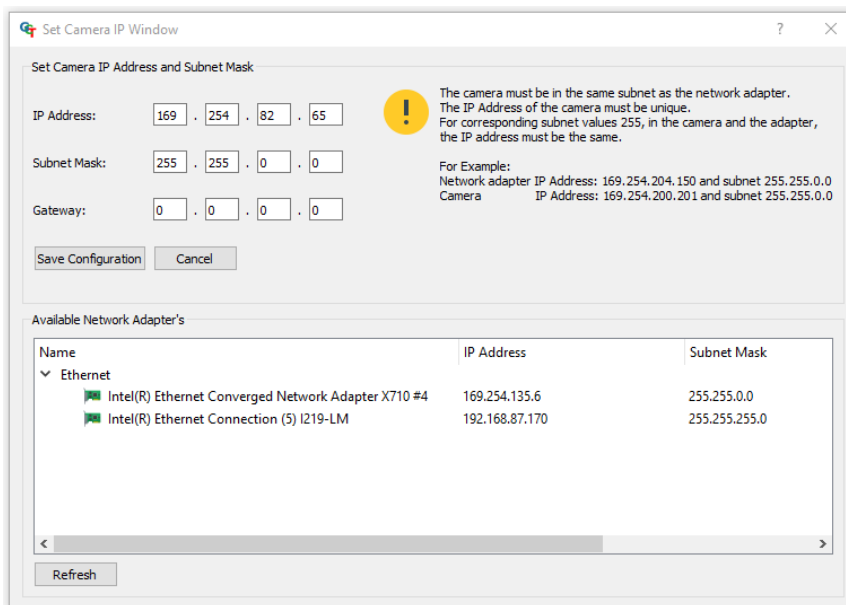 Set Camera IP Window
Set Camera IP Address and Subnet Mask
IP Address: 169 . 254 . 82 . 65
Subnet Mask: 255 . 255 . 0 . 0
Gateway: 0 . 0 . 0 . 0
Save Configuration Cancel
The camera must be in the same subnet as the network adapter.
The IP Address of the camera must be unique.
For corresponding subnet values 255, in the camera and the adapter,
the IP address must be the same.
For Example:
Network adapter IP Address: 169.254.204.150 and subnet 255.255.0.0
Camera IP Address: 169.254.200.201 and subnet 255.255.0.0
Available Network Adapter's
Name IP Address Subnet Mask
Ethernet
Intel(R) Ethernet Converged Network Adapter X710 #4 169.254.135.6 255.255.0.0
Intel(R) Ethernet Connection (5) I219-LM 192.168.87.170 255.255.255.0
Refresh